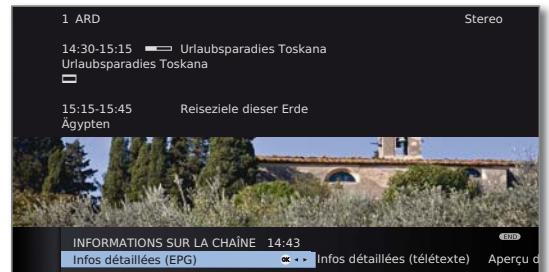 1 ARD Stereo
14:30-15:15 Urlaubsparadies Toskana
Urlaubsparadies Toskana
15:15-15:45 Reiseziele dieser Erde
Ägypten
END
INFORMATIONS SUR LA CHAÎNE 14:43
Infos détaillées (EPG) OK Infos détaillées (télétexte) Aperçu d